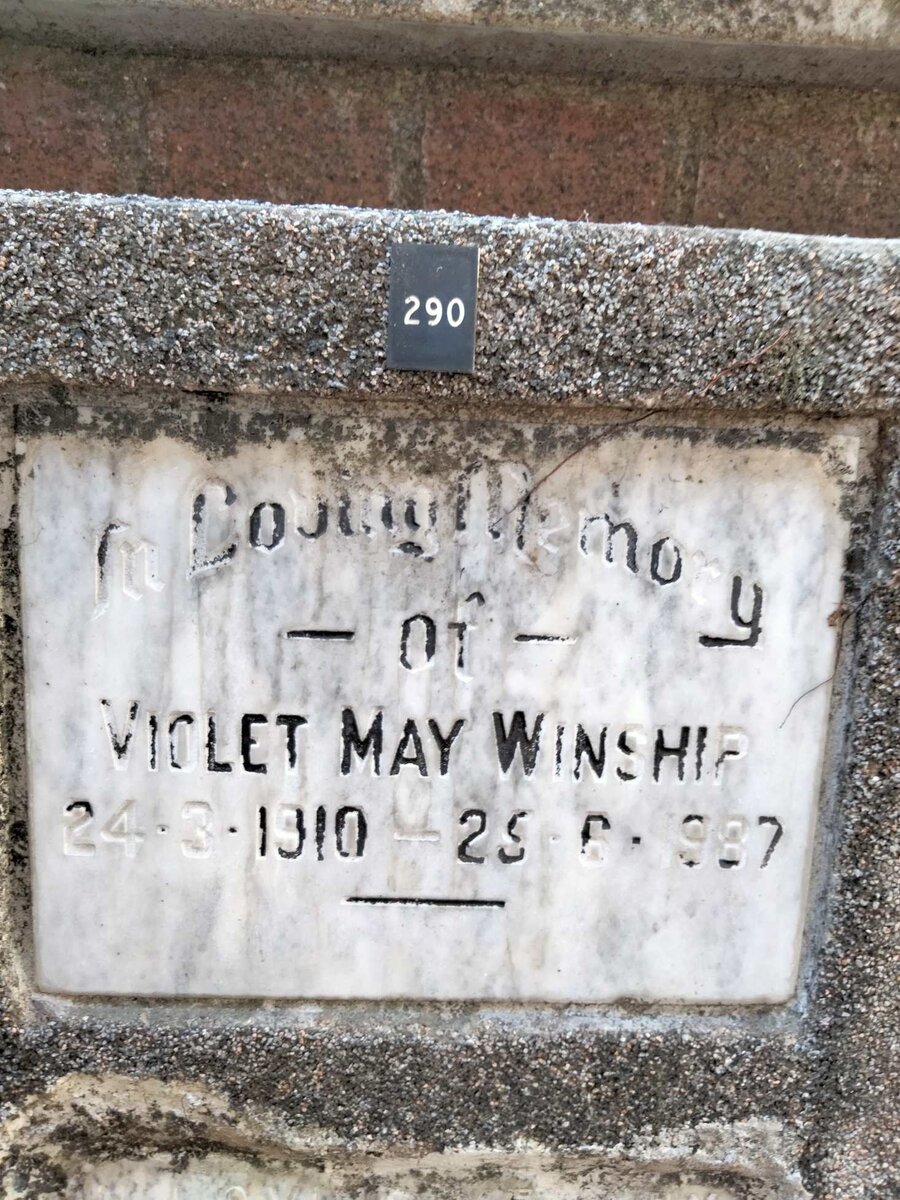 290
In Loving Memory
— of —
VIOLET MAY WINSHIP
24·3·1910 — 25·6·1987